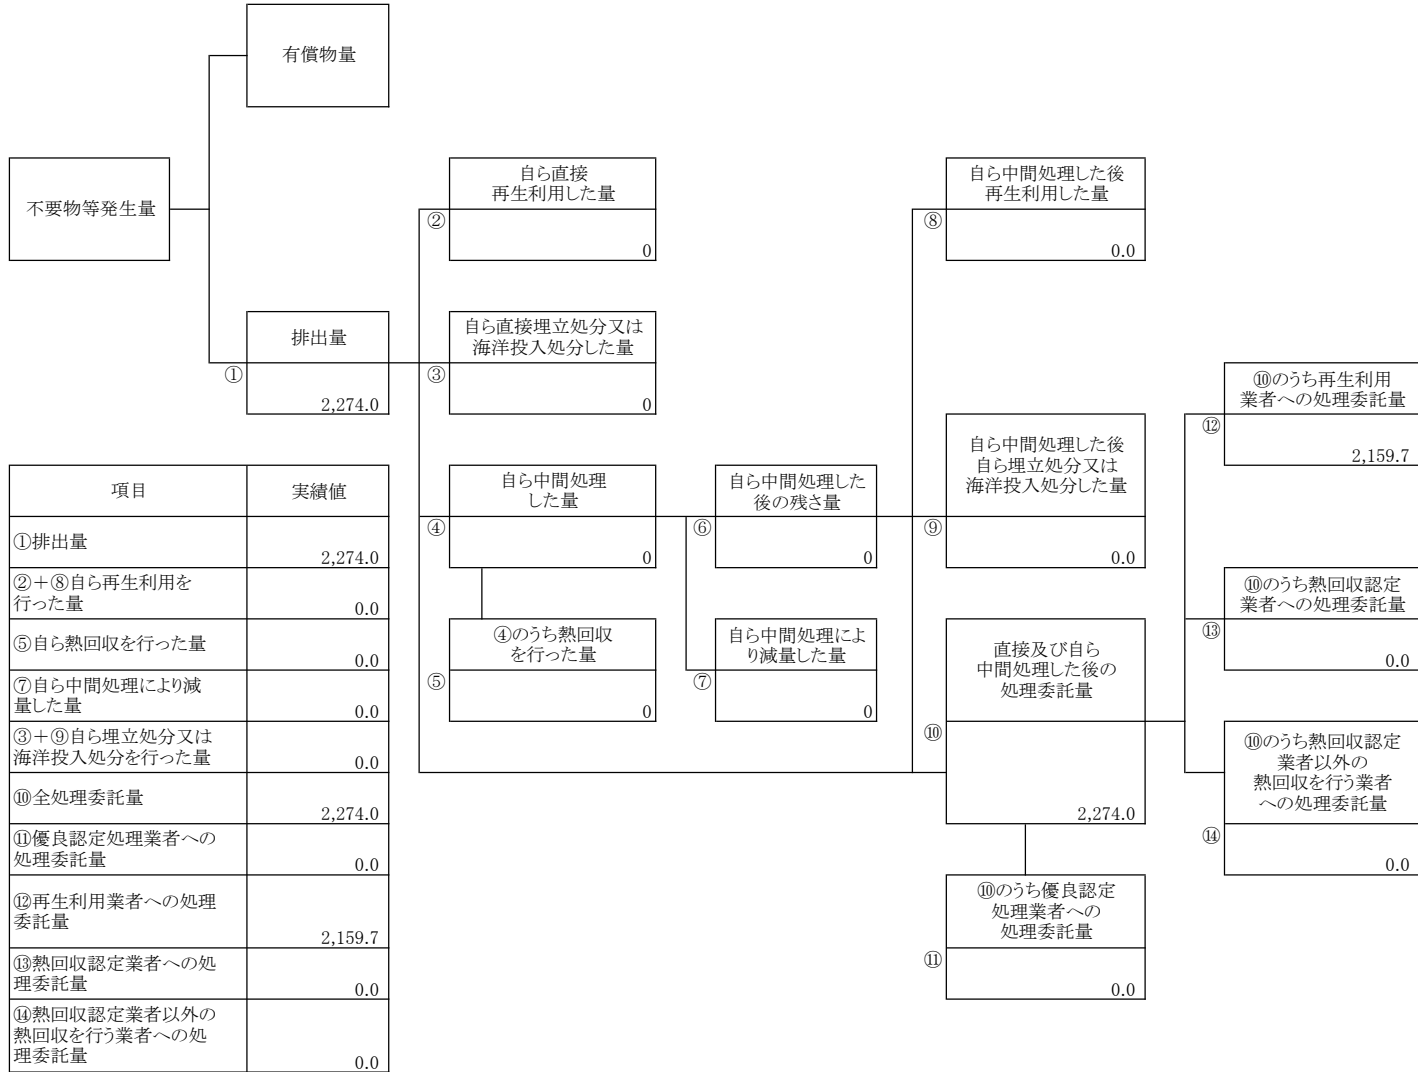 有償物量
不要物等発生量
自ら直接
再生利用した量
②
0
自ら中間処理した後
再生利用した量
⑧
0.0
排出量
①
2,274.0
自ら直接埋立処分又は
海洋投入処分した量
③
0
⑩のうち再生利用
業者への処理委託量
⑫
2,159.7
自ら中間処理
した量
④
0
自ら中間処理した
後の残さ量
⑥
0
自ら中間処理した後
自ら埋立処分又は
海洋投入処分した量
⑨
0.0
⑩のうち熱回収認定
業者への処理委託量
⑬
0.0
④のうち熱回収
を行った量
⑤
0
自ら中間処理によ
り減量した量
⑦
0
直接及び自ら
中間処理した後の
処理委託量
⑩
2,274.0
⑩のうち熱回収認定
業者以外の
熱回収を行う業者
への処理委託量
⑭
0.0
⑩のうち優良認定
処理業者への
処理委託量
⑪
0.0
項目
実績値
①排出量
2,274.0
②＋⑧自ら再生利用を
行った量
0.0
⑤自ら熱回収を行った量
0.0
⑦自ら中間処理により減
量した量
0.0
③＋⑨自ら埋立処分又は
海洋投入処分を行った量
0.0
⑩全処理委託量
2,274.0
⑪優良認定処理業者への
処理委託量
0.0
⑫再生利用業者への処理
委託量
2,159.7
⑬熱回収認定業者への処
理委託量
0.0
⑭熱回収認定業者以外の
熱回収を行う業者への処
理委託量
0.0